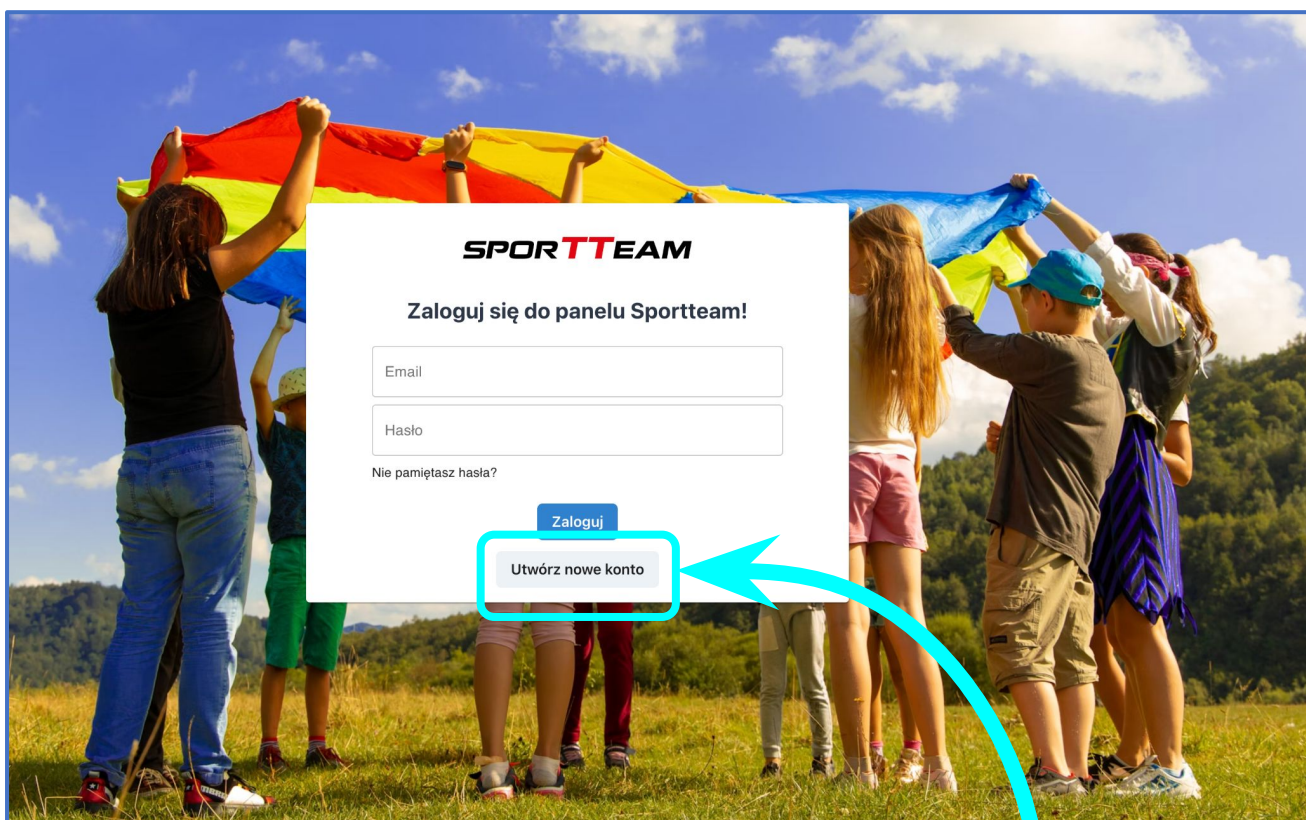 SPORTTEAM
Zaloguj się do panelu Sportteam!
Email
Hasło
Nie pamiętasz hasła?
Zaloguj
Utwórz nowe konto